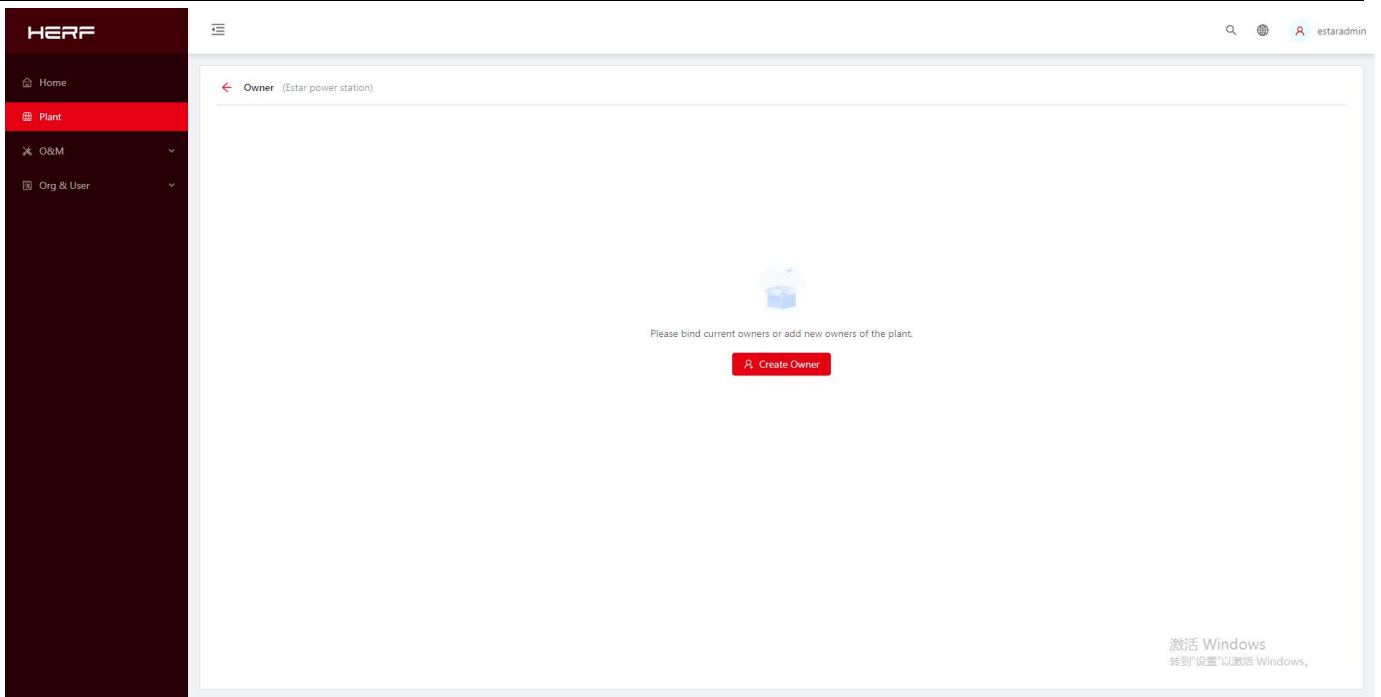 HERF
estaradmin
Home
Plant
O&M
Org & User
Owner (Estar power station)
Please bind current owners or add new owners of the plant.
Create Owner
激活 Windows
转到"设置"以激活 Windows。